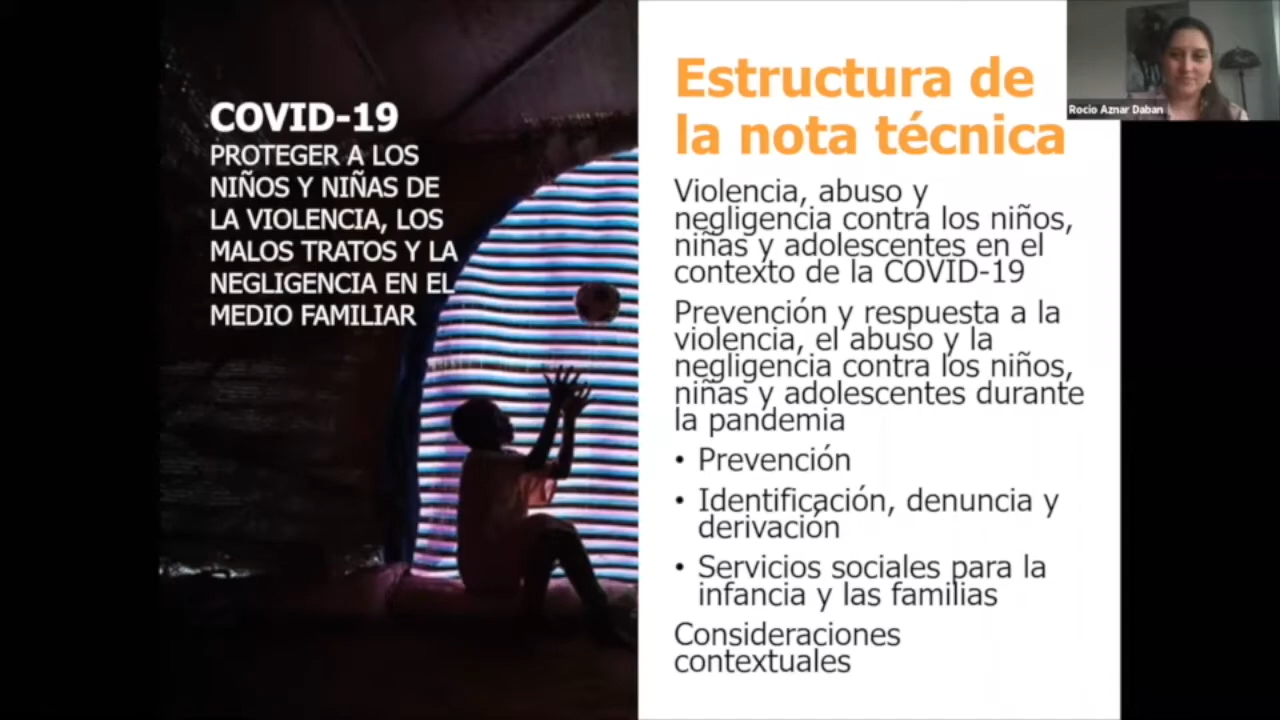 COVID-19
PROTEGER A LOS
NIÑOS Y NIÑAS DE
LA VIOLENCIA, LOS
MALOS TRATOS Y LA
NEGLIGENCIA EN EL
MEDIO FAMILIAR
Estructura de
la nota técnica
Violencia, abuso y
negligencia contra los niños,
niñas y adolescentes en el
contexto de la COVID-19
Prevención y respuesta a la
violencia, el abuso y la
negligencia contra los niños,
niñas y adolescentes durante
la pandemia
• Prevención
• Identificación, denuncia y
derivación
• Servicios sociales para la
infancia y las familias
Consideraciones
contextuales
Rocio Aznar Daban